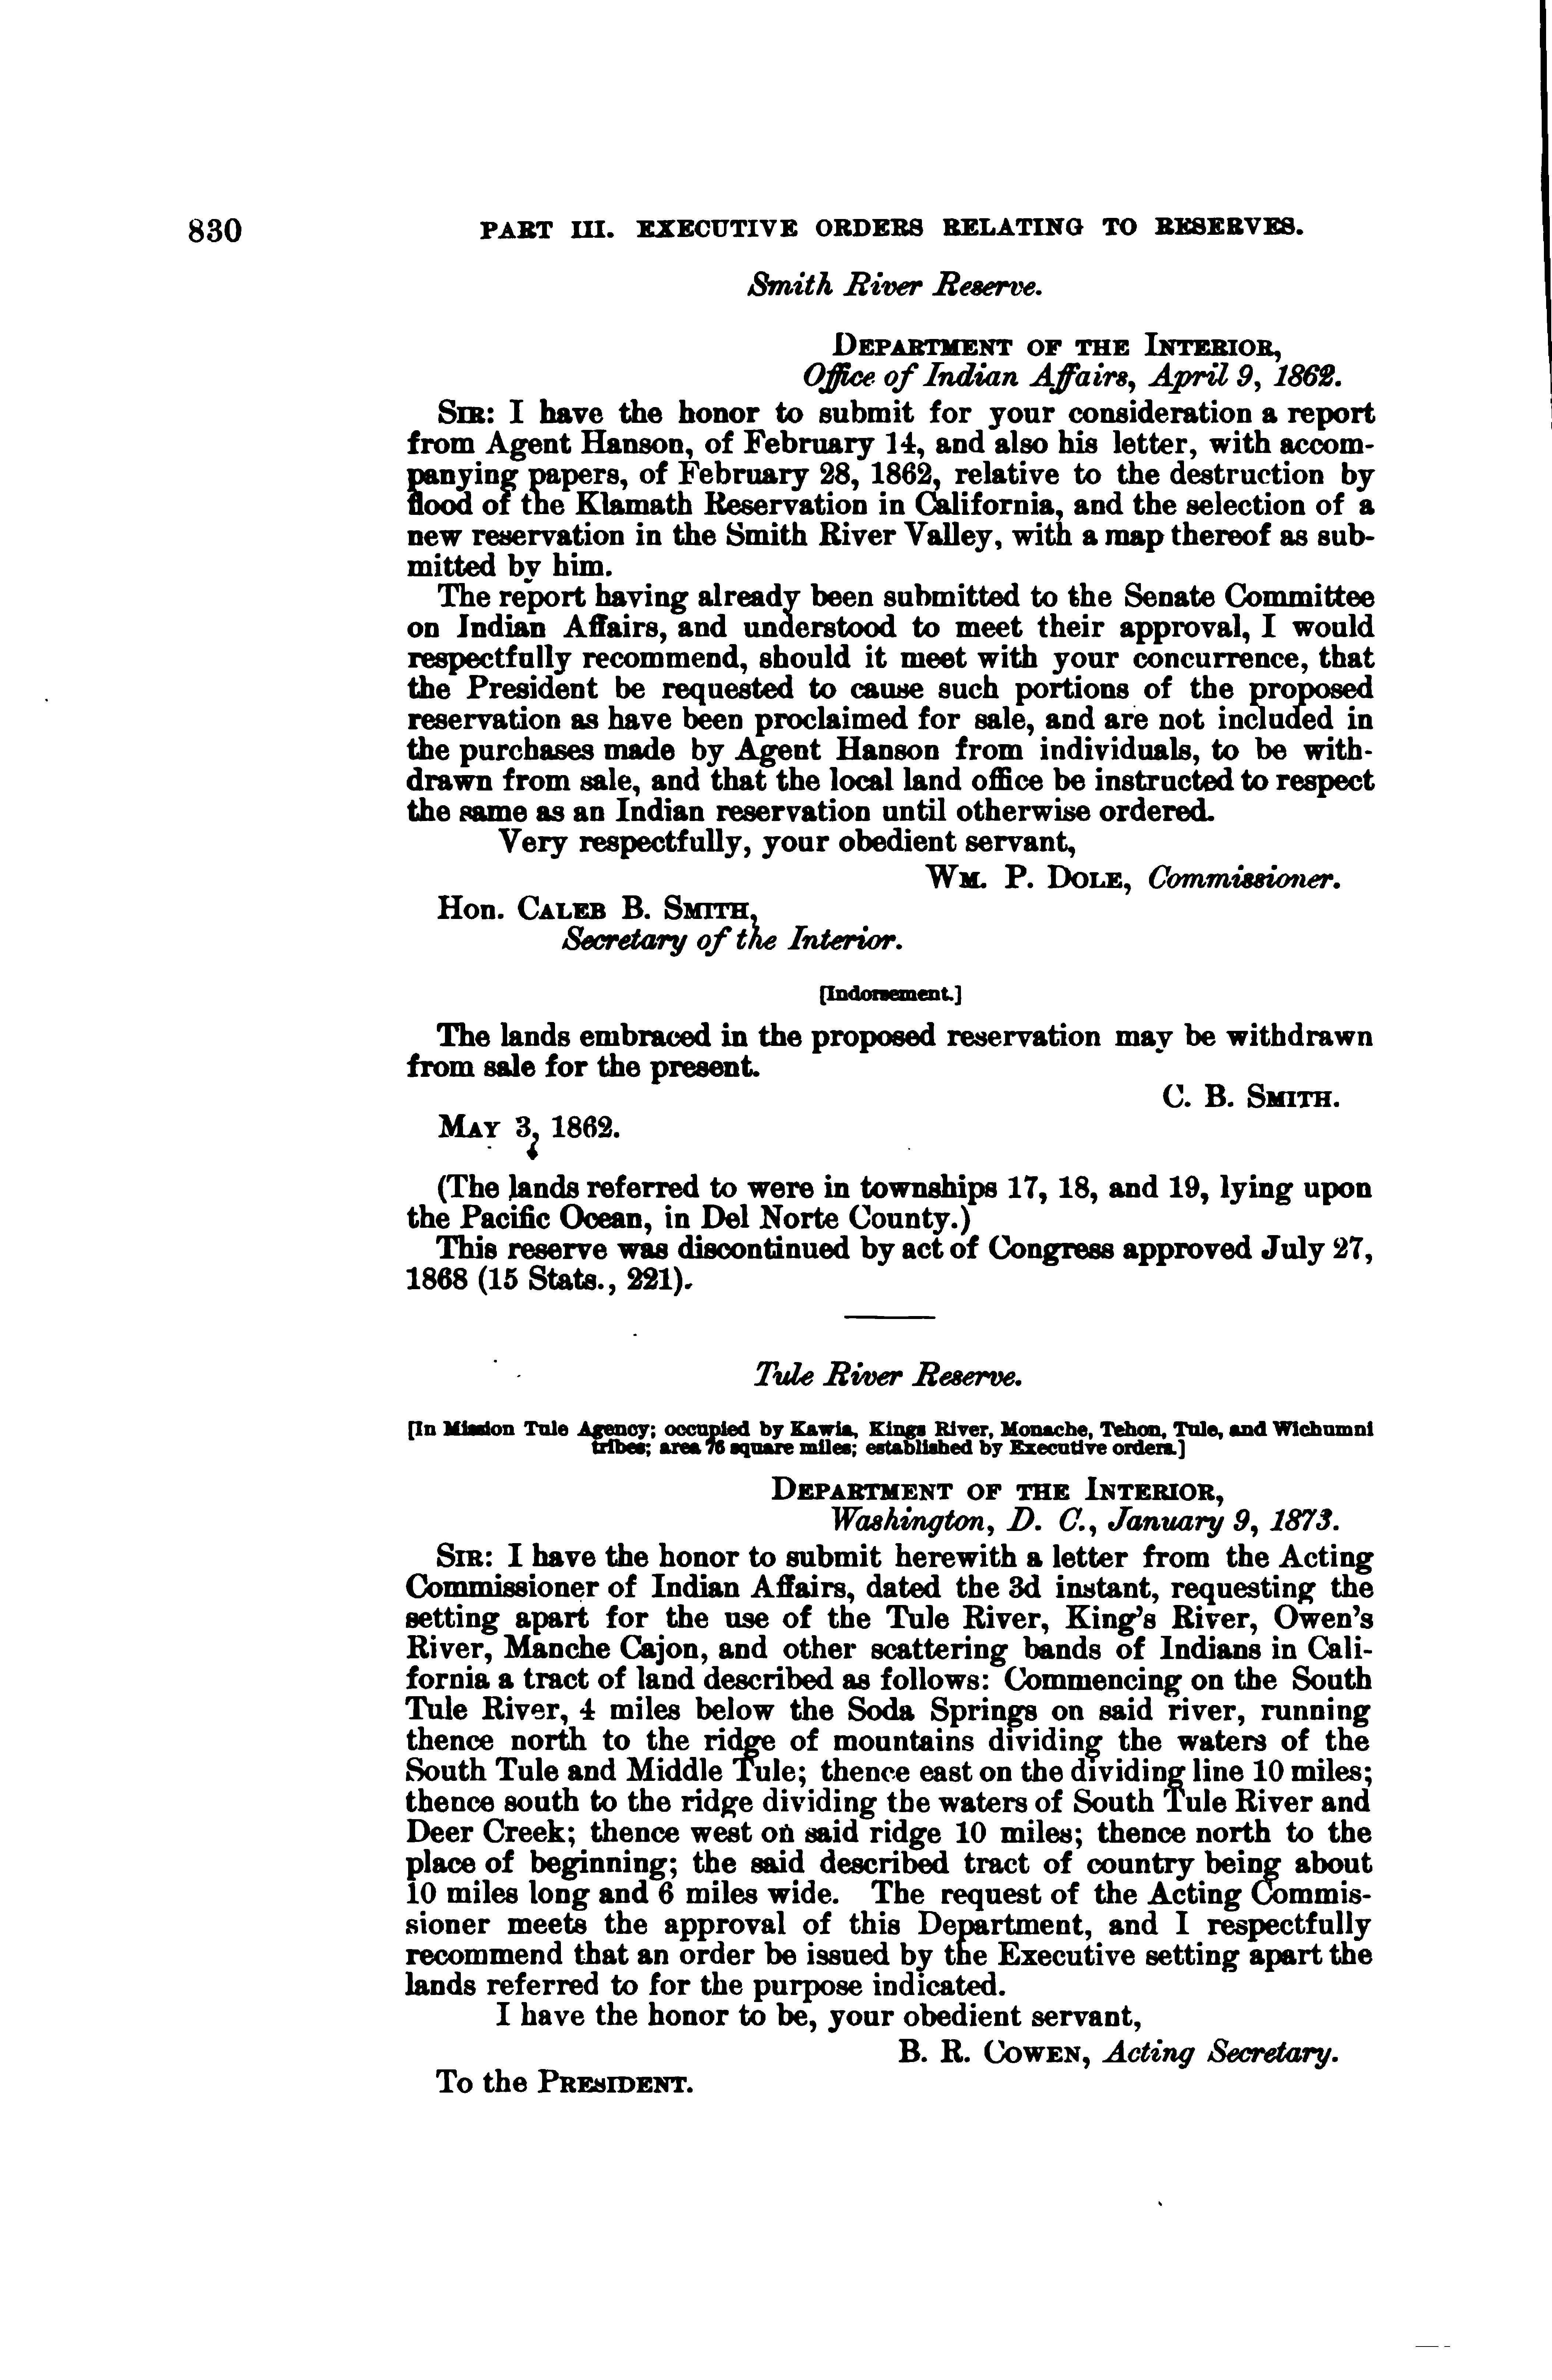 830 PART III. EXECUTIVE ORDERS RELATING TO RESERVES.
Smith River Reserve.
DEPARTMENT OF THE INTERIOR,
Office of Indian Affairs, April 9, 1862.
SIR: I have the honor to submit for your consideration a report
from Agent Hanson, of February 14, and also his letter, with accom-
panying papers, of February 28, 1862, relative to the destruction by
flood of the Klamath Reservation in California, and the selection of a
new reservation in the Smith River Valley, with a map thereof as sub-
mitted by him.
The report having already been submitted to the Senate Committee
on Indian Affairs, and understood to meet their approval, I would
respectfully recommend, should it meet with your concurrence, that
the President be requested to cause such portions of the proposed
reservation as have been proclaimed for sale, and are not included in
the purchases made by Agent Hanson from individuals, to be with-
drawn from sale, and that the local land office be instructed to respect
the same as an Indian reservation until otherwise ordered.
Very respectfully, your obedient servant,
WM. P. DOLE, Commissioner.
Hon. CALEB B. SMITH,
Secretary of the Interior.
[Indorsement.]
The lands embraced in the proposed reservation may be withdrawn
from sale for the present.
C. B. SMITH.
MAY 3, 1862.
(The lands referred to were in townships 17, 18, and 19, lying upon
the Pacific Ocean, in Del Norte County.)
This reserve was discontinued by act of Congress approved July 27,
1868 (15 Stats., 221).
Tule River Reserve.
[In Mission Tule Agency; occupied by Kawia, Kings River, Monache, Tehon, Tule, and Wichumni
tribes; area 76 square miles; established by Executive orders.]
DEPARTMENT OF THE INTERIOR,
Washington, D. C., January 9, 1873.
SIR: I have the honor to submit herewith a letter from the Acting
Commissioner of Indian Affairs, dated the 3d instant, requesting the
setting apart for the use of the Tule River, King's River, Owen's
River, Manche Cajon, and other scattering bands of Indians in Cali-
fornia a tract of land described as follows: Commencing on the South
Tule River, 4 miles below the Soda Springs on said river, running
thence north to the ridge of mountains dividing the waters of the
South Tule and Middle Tule; thence east on the dividing line 10 miles;
thence south to the ridge dividing the waters of South Tule River and
Deer Creek; thence west on said ridge 10 miles; thence north to the
place of beginning; the said described tract of country being about
10 miles long and 6 miles wide. The request of the Acting Commis-
sioner meets the approval of this Department, and I respectfully
recommend that an order be issued by the Executive setting apart the
lands referred to for the purpose indicated.
I have the honor to be, your obedient servant,
B. R. COWEN, Acting Secretary.
To the PRESIDENT.